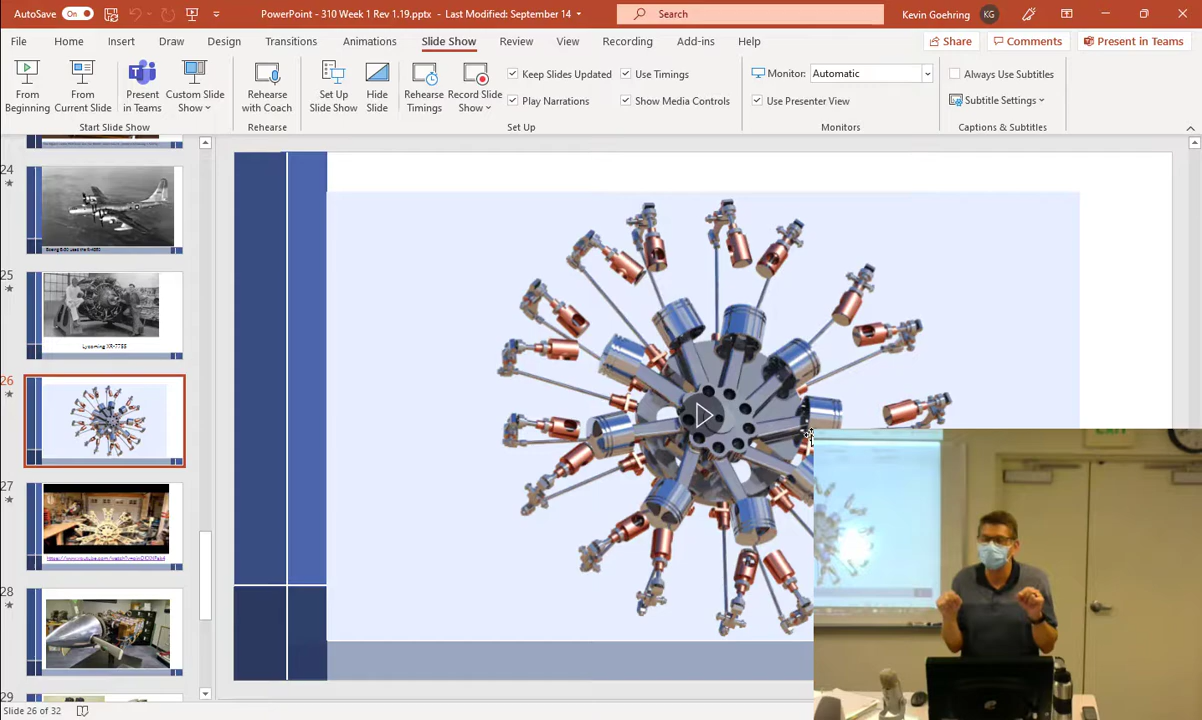 AutoSave On PowerPoint - 310 Week 1 Rev 1.19.pptx - Last Modified: September 14 Search Kevin Goehring KG
File Home Insert Draw Design Transitions Animations Slide Show Review View Recording Add-ins Help Share Comments Present in Teams
From Beginning
From Current Slide
Present in Teams
Custom Slide Show
Rehearse with Coach
Set Up Slide Show
Hide Slide
Rehearse Timings
Record Slide Show
Keep Slides Updated
Play Narrations
Use Timings
Show Media Controls
Monitor: Automatic
Use Presenter View
Always Use Subtitles
Subtitle Settings
Start Slide Show Rehearse Set Up Monitors Captions & Subtitles
24
25
Lycoming XR-7755
26
27
28
29
EXIT
Slide 26 of 32